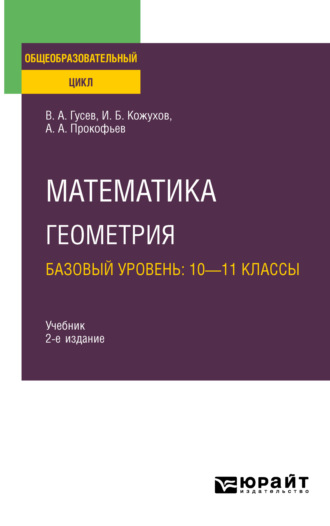 ОБЩЕОБРАЗОВАТЕЛЬНЫЙ
ЦИКЛ
В. А. Гусев, И. Б. Кожухов,
А. А. Прокофьев
МАТЕМАТИКА
ГЕОМЕТРИЯ
БАЗОВЫЙ УРОВЕНЬ: 10—11 КЛАССЫ
Учебник
2-е издание
юрайт
издательство